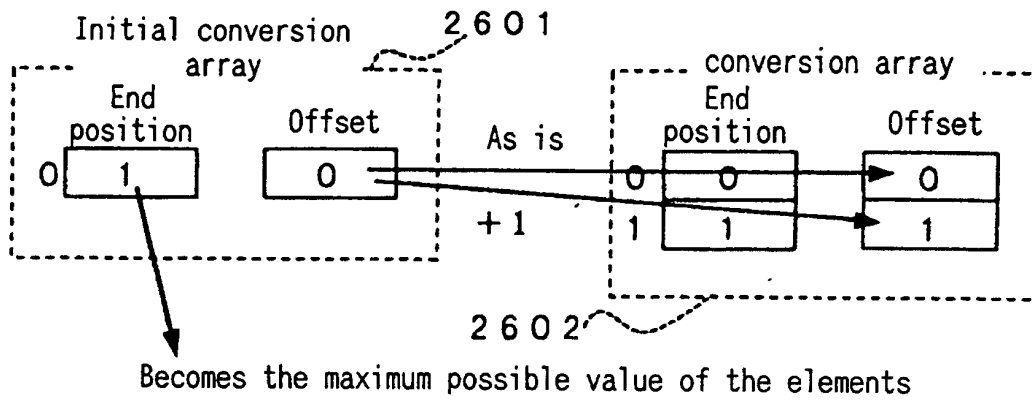 Initial conversion
array
2601
End
position
Offset
0 1 0
As is
+1
conversion array
End
position
Offset
0 0 0
1 1 1
2602
Becomes the maximum possible value of the elements